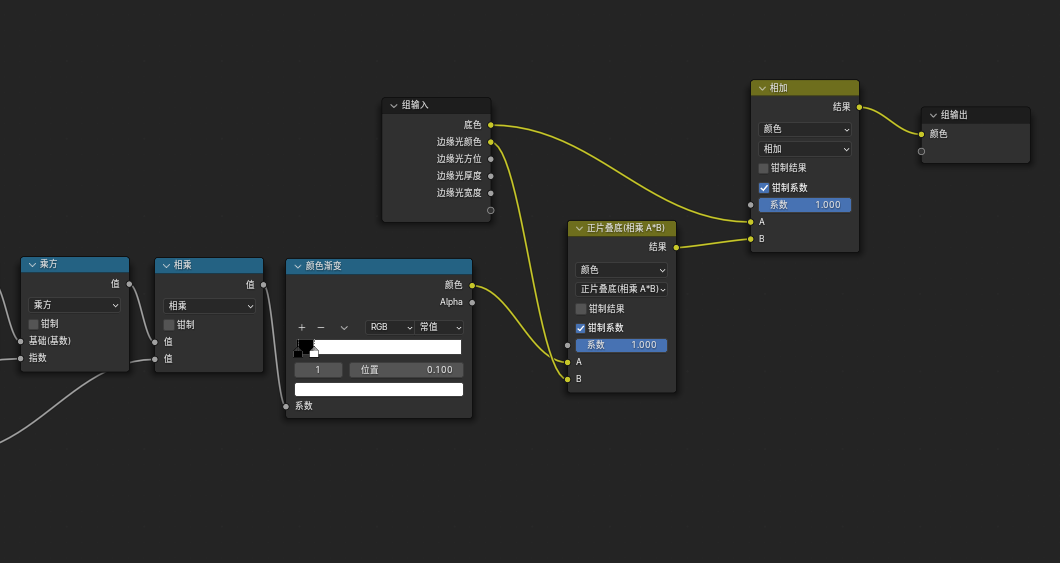 乘方
值
乘方
钳制
基础(基数)
指数
相乘
值
相乘
钳制
值
值
颜色渐变
颜色
Alpha
RGB
常值
1
位置 0.100
系数
组输入
底色
边缘光颜色
边缘光方位
边缘光厚度
边缘光宽度
正片叠底(相乘 A*B)
结果
颜色
正片叠底(相乘 A*B)
钳制结果
钳制系数
系数 1.000
A
B
相加
结果
颜色
相加
钳制结果
钳制系数
系数 1.000
A
B
组输出
颜色